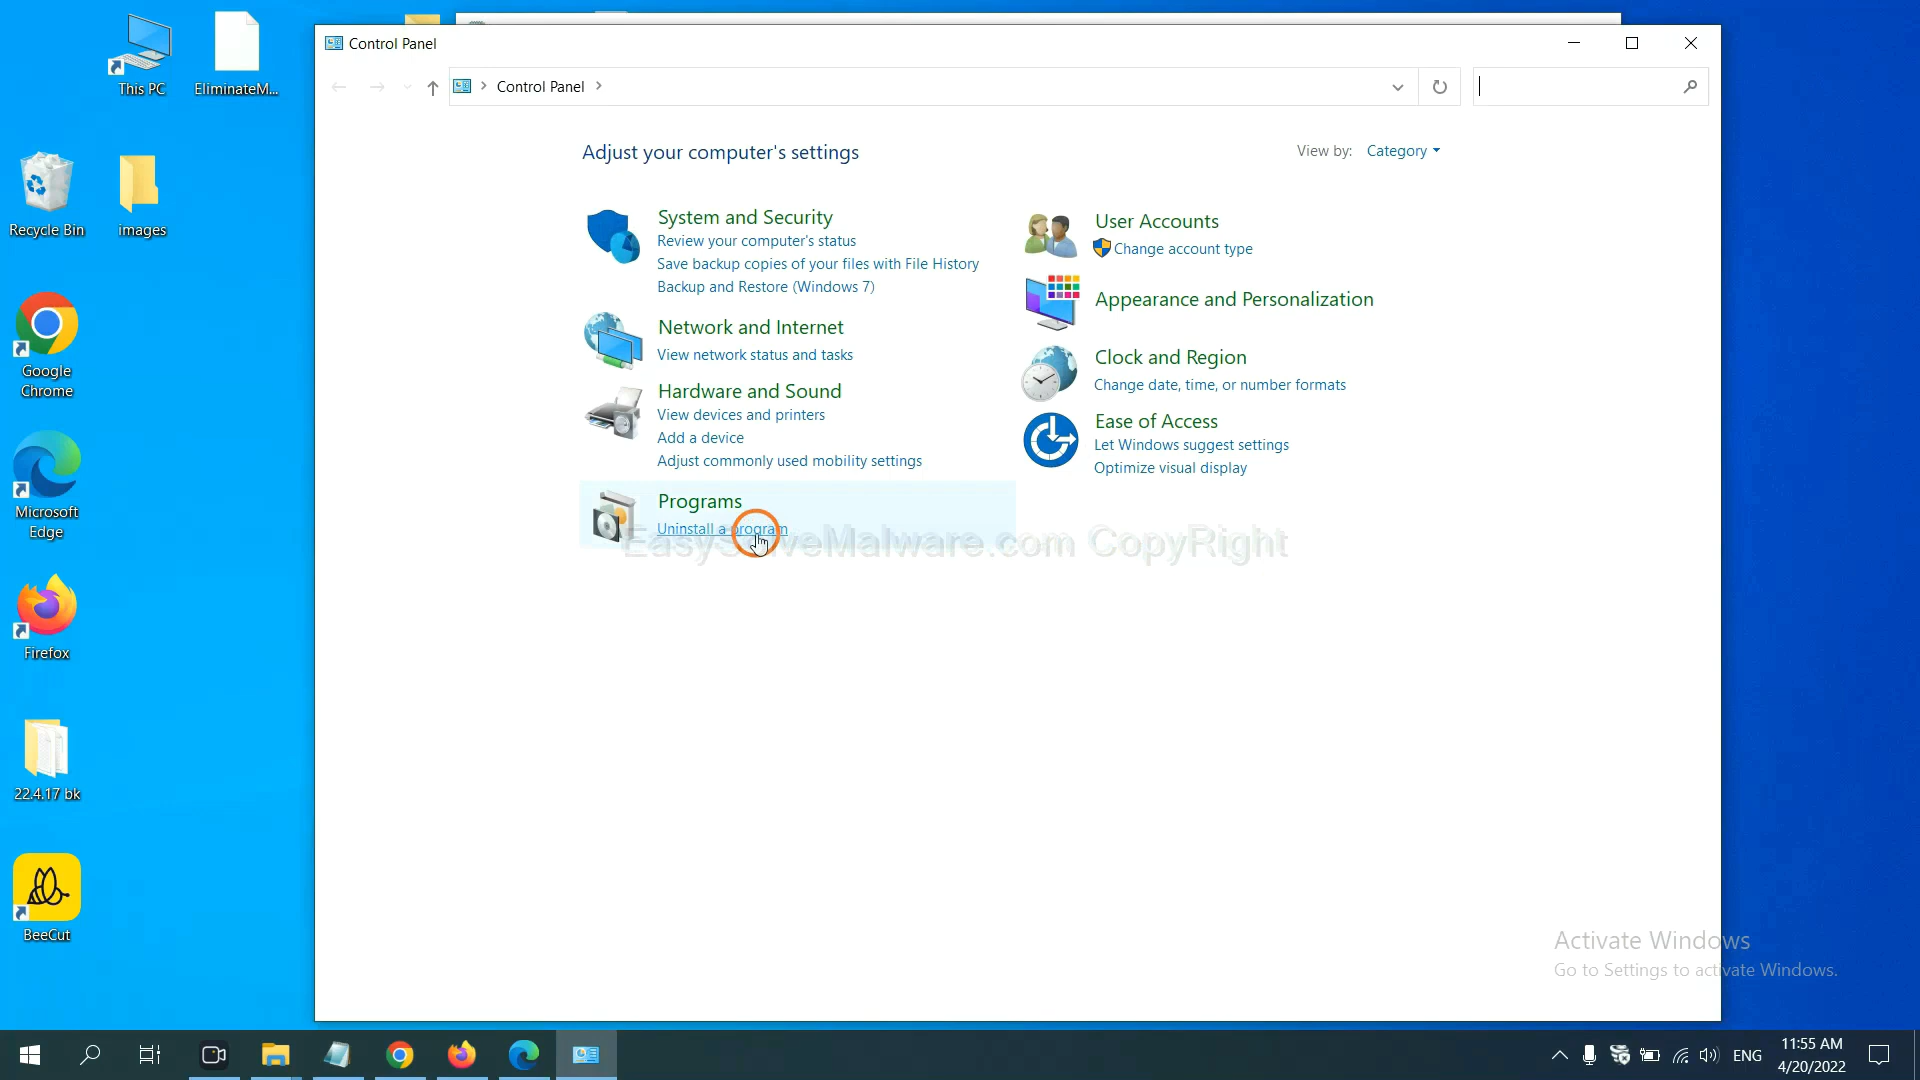 Control Panel
Control Panel
Adjust your computer's settings
View by: Category
System and Security
Review your computer's status
Save backup copies of your files with File History
Backup and Restore (Windows 7)
Network and Internet
View network status and tasks
Hardware and Sound
View devices and printers
Add a device
Adjust commonly used mobility settings
Programs
Uninstall a program
User Accounts
Change account type
Appearance and Personalization
Clock and Region
Change date, time, or number formats
Ease of Access
Let Windows suggest settings
Optimize visual display
EasySolveMalware.com CopyRight
This PC
EliminateM...
Recycle Bin
images
Google
Chrome
Microsoft
Edge
Firefox
22.4.17 bk
BeeCut
Activate Windows
Go to Settings to activate Windows.
ENG
11:55 AM
4/20/2022